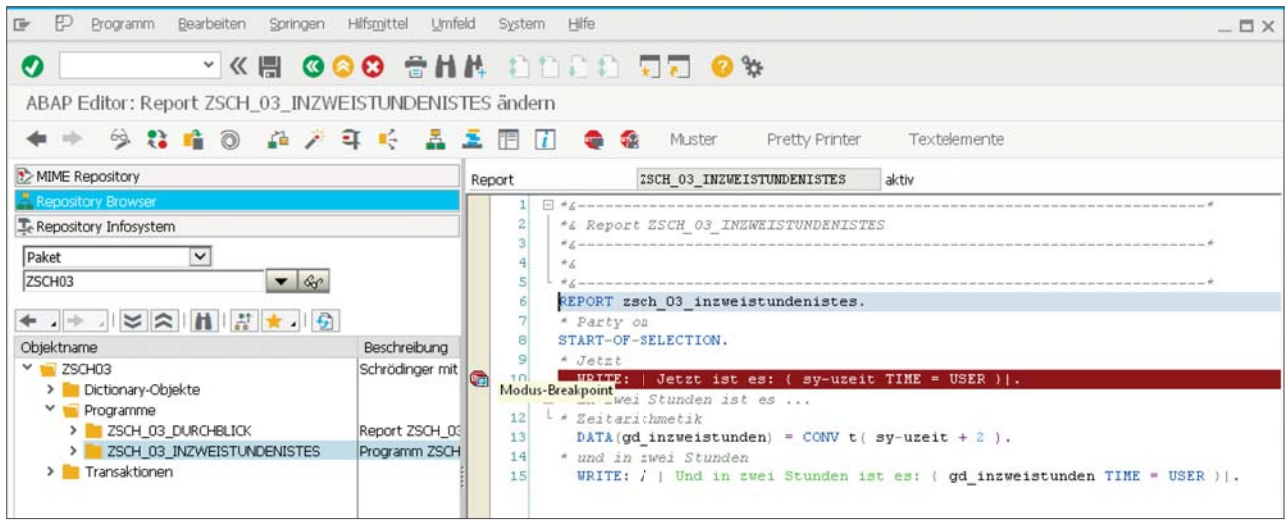 Programm Bearbeiten Springen Hilfsmittel Umfeld System Hilfe
ABAP Editor: Report ZSCH_03_INZWEISTUNDENISTES ändern
Muster Pretty Printer Textelemente
MIME Repository
Repository Browser
Repository Infosystem
Paket
ZSCH03
Objektname Beschreibung
ZSCH03 Schrödinger mit
Dictionary-Objekte
Programme
ZSCH_03_DURCHBLICK Report ZSCH_03
ZSCH_03_INZWEISTUNDENISTES Programm ZSCH
Transaktionen
Report ZSCH_03_INZWEISTUNDENISTES aktiv
1 *&---------------------------------------------------------------------*
2 *& Report ZSCH_03_INZWEISTUNDENISTES
3 *&---------------------------------------------------------------------*
4 *&
5 *&---------------------------------------------------------------------*
6 REPORT zsch_03_inzweistundenistes.
7 * Party on
8 START-OF-SELECTION.
9 * Jetzt
10 WRITE: | Jetzt ist es: ( sy-uzeit TIME = USER )|.
Modus-Breakpoint
zwei Stunden ist es ...
12 * Zeitarithmetik
13 DATA(gd_inzweistunden) = CONV t( sy-uzeit + 2 ).
14 * und in zwei Stunden
15 WRITE: / | Und in zwei Stunden ist es: ( gd_inzweistunden TIME = USER )|.